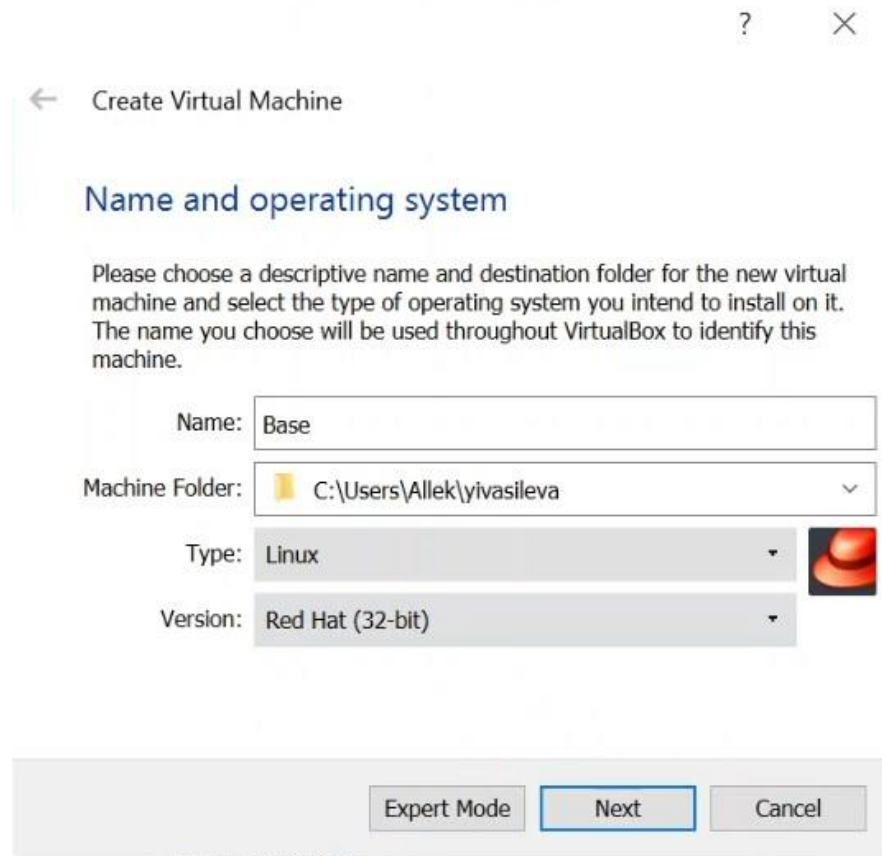 ?
Create Virtual Machine
Name and operating system
Please choose a descriptive name and destination folder for the new virtual
machine and select the type of operating system you intend to install on it.
The name you choose will be used throughout VirtualBox to identify this
machine.
Name: Base
Machine Folder: C:\Users\Allek\yivasileva
Type: Linux
Version: Red Hat (32-bit)
Expert Mode Next Cancel